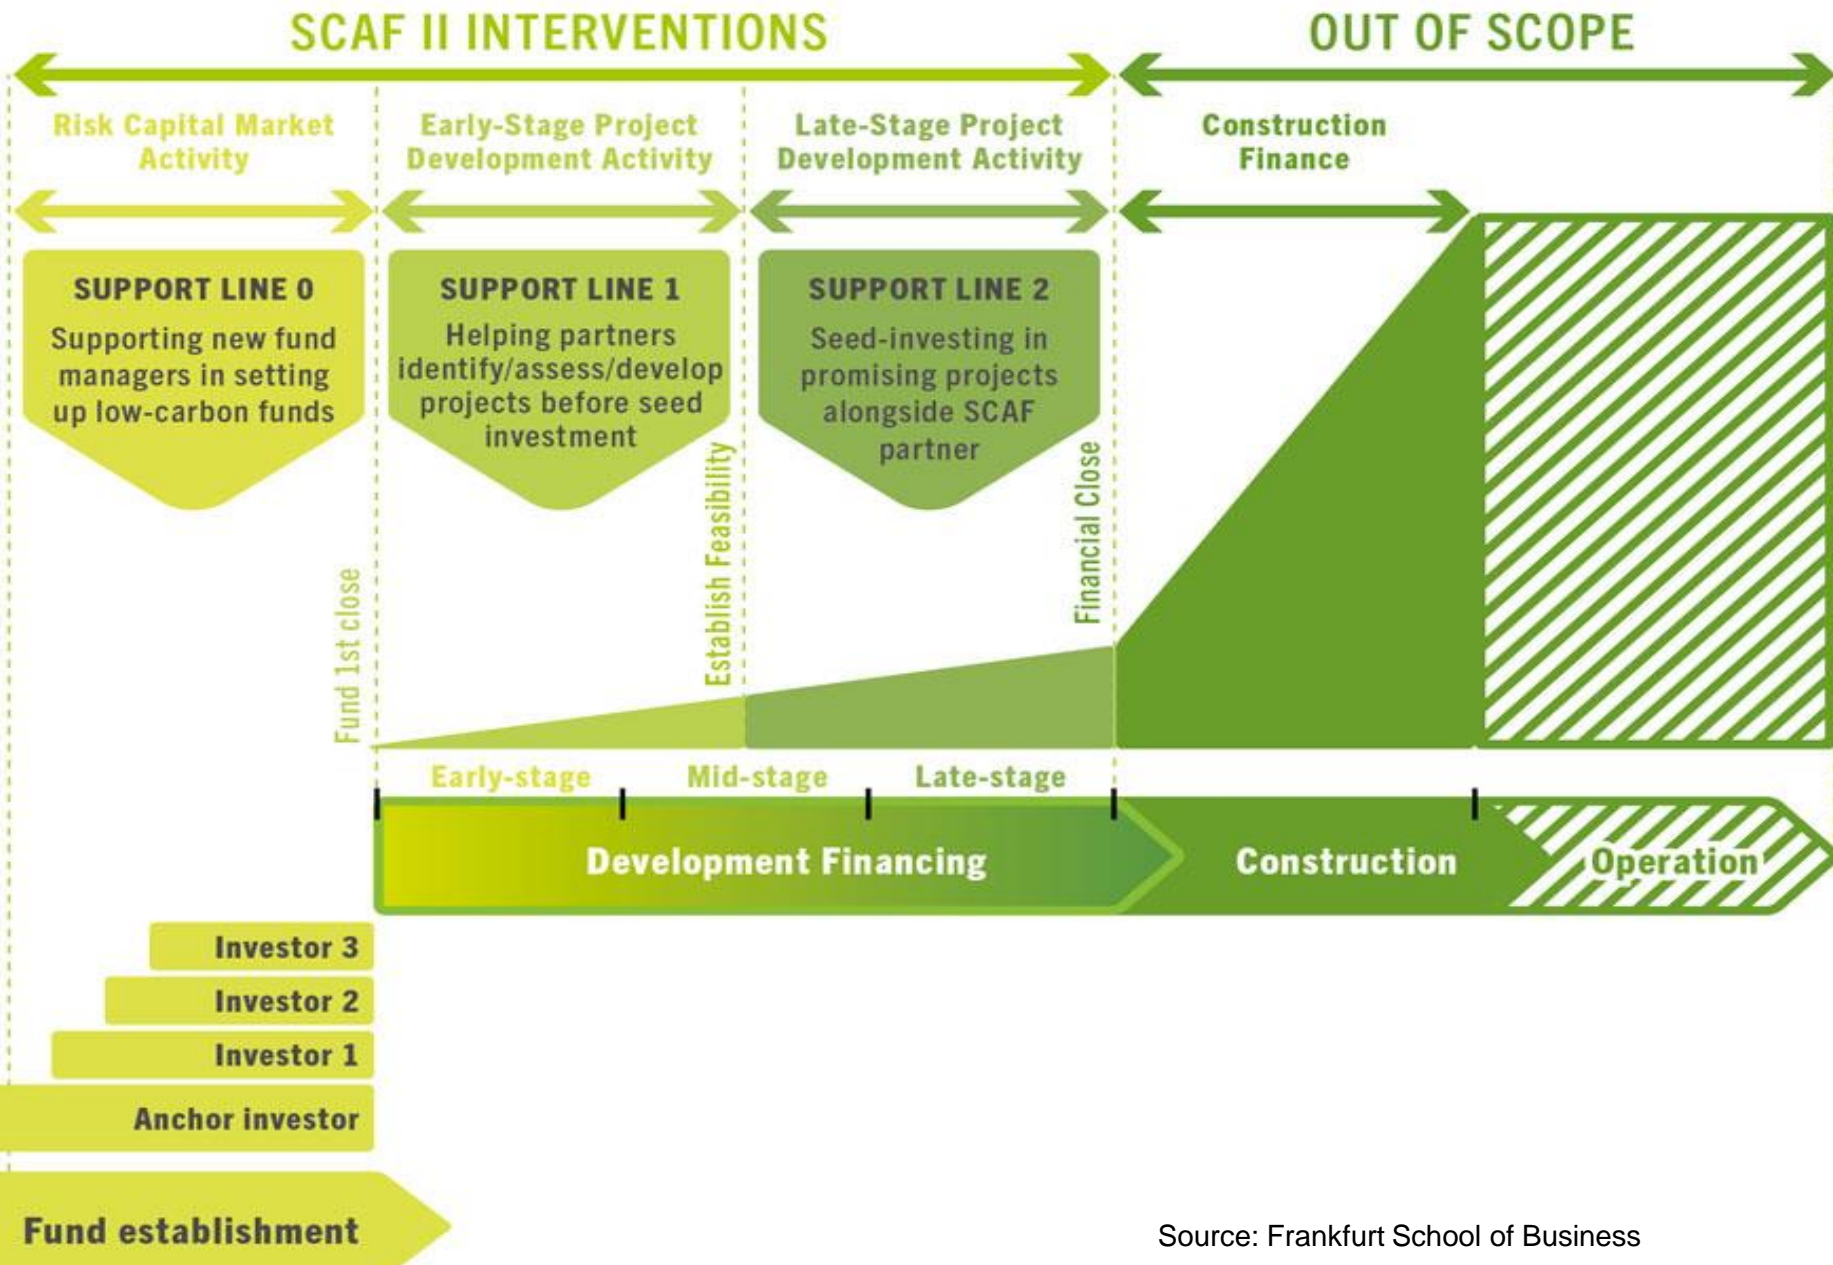 SCAF II INTERVENTIONS
OUT OF SCOPE
Risk Capital Market
Activity
Early-Stage Project
Development Activity
Late-Stage Project
Development Activity
Construction
Finance
SUPPORT LINE 0
Supporting new fund
managers in setting
up low-carbon funds
SUPPORT LINE 1
Helping partners
identify/assess/develop
projects before seed
investment
SUPPORT LINE 2
Seed-investing in
promising projects
alongside SCAF
partner
Fund 1st close
Establish Feasibility
Financial Close
Early-stage
Mid-stage
Late-stage
Development Financing
Construction
Operation
Investor 3
Investor 2
Investor 1
Anchor investor
Fund establishment
Source: Frankfurt School of Business